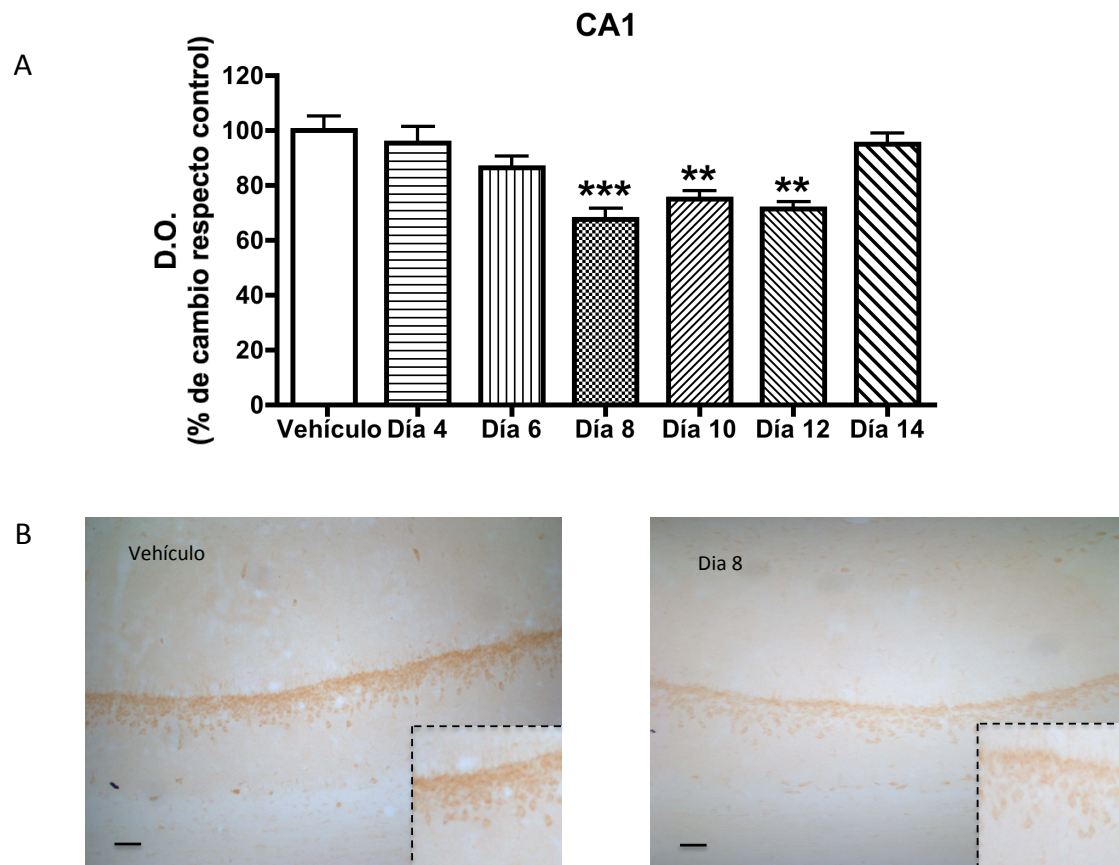 CA1
A
D.O.
(% de cambio respecto control)
120
100
80
60
40
20
0
***
**
**
Vehículo Día 4 Día 6 Día 8 Día 10 Día 12 Día 14
B
Vehículo
Dia 8